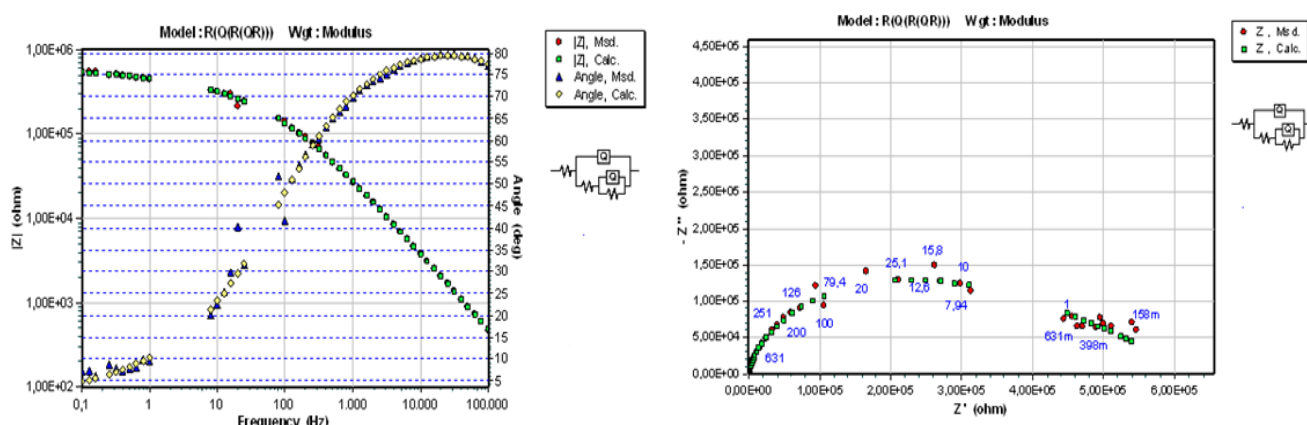 Model : R(Q(R(QR))) Wgt : Modulus
|Z|, Msd.
|Z|, Calc.
Angle, Msd.
Angle, Calc.
1,00E+06
1,00E+05
1,00E+04
1,00E+03
1,00E+02
|Z| (ohm)
80
75
70
65
60
55
50
45
40
35
30
25
20
15
10
5
Angle (deg)
0,1 1 10 100 1.000 10.000 100.000
Frequency (Hz)
Q
Q
Model : R(Q(R(QR))) Wgt : Modulus
Z , Msd.
Z , Calc.
4,50E+05
4,00E+05
3,50E+05
3,00E+05
2,50E+05
2,00E+05
1,50E+05
1,00E+05
5,00E+04
0,00E+00
- Z'' (ohm)
15,8
25,1
10
20
12,6
79,4
7,94
126
251
100
200
631
1
158m
631m
398m
0,00E+00 1,00E+05 2,00E+05 3,00E+05 4,00E+05 5,00E+05 6,00E+05
Z' (ohm)
Q
Q